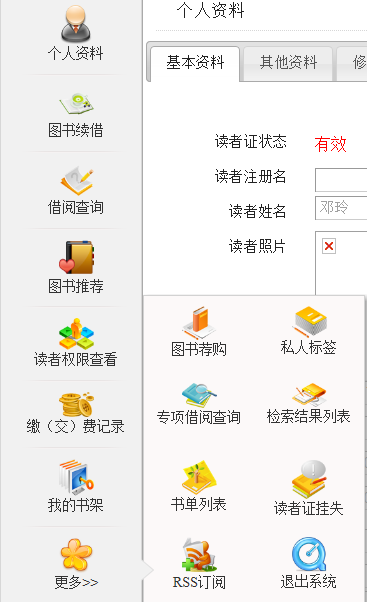 个人资料
图书续借
借阅查询
图书推荐
读者权限查看
缴（交）费记录
我的书架
更多>>
个人资料
基本资料
其他资料
修
读者证状态
有效
读者注册名
读者姓名
邓玲
读者照片
图书荐购
私人标签
专项借阅查询
检索结果列表
书单列表
读者证挂失
RSS订阅
退出系统